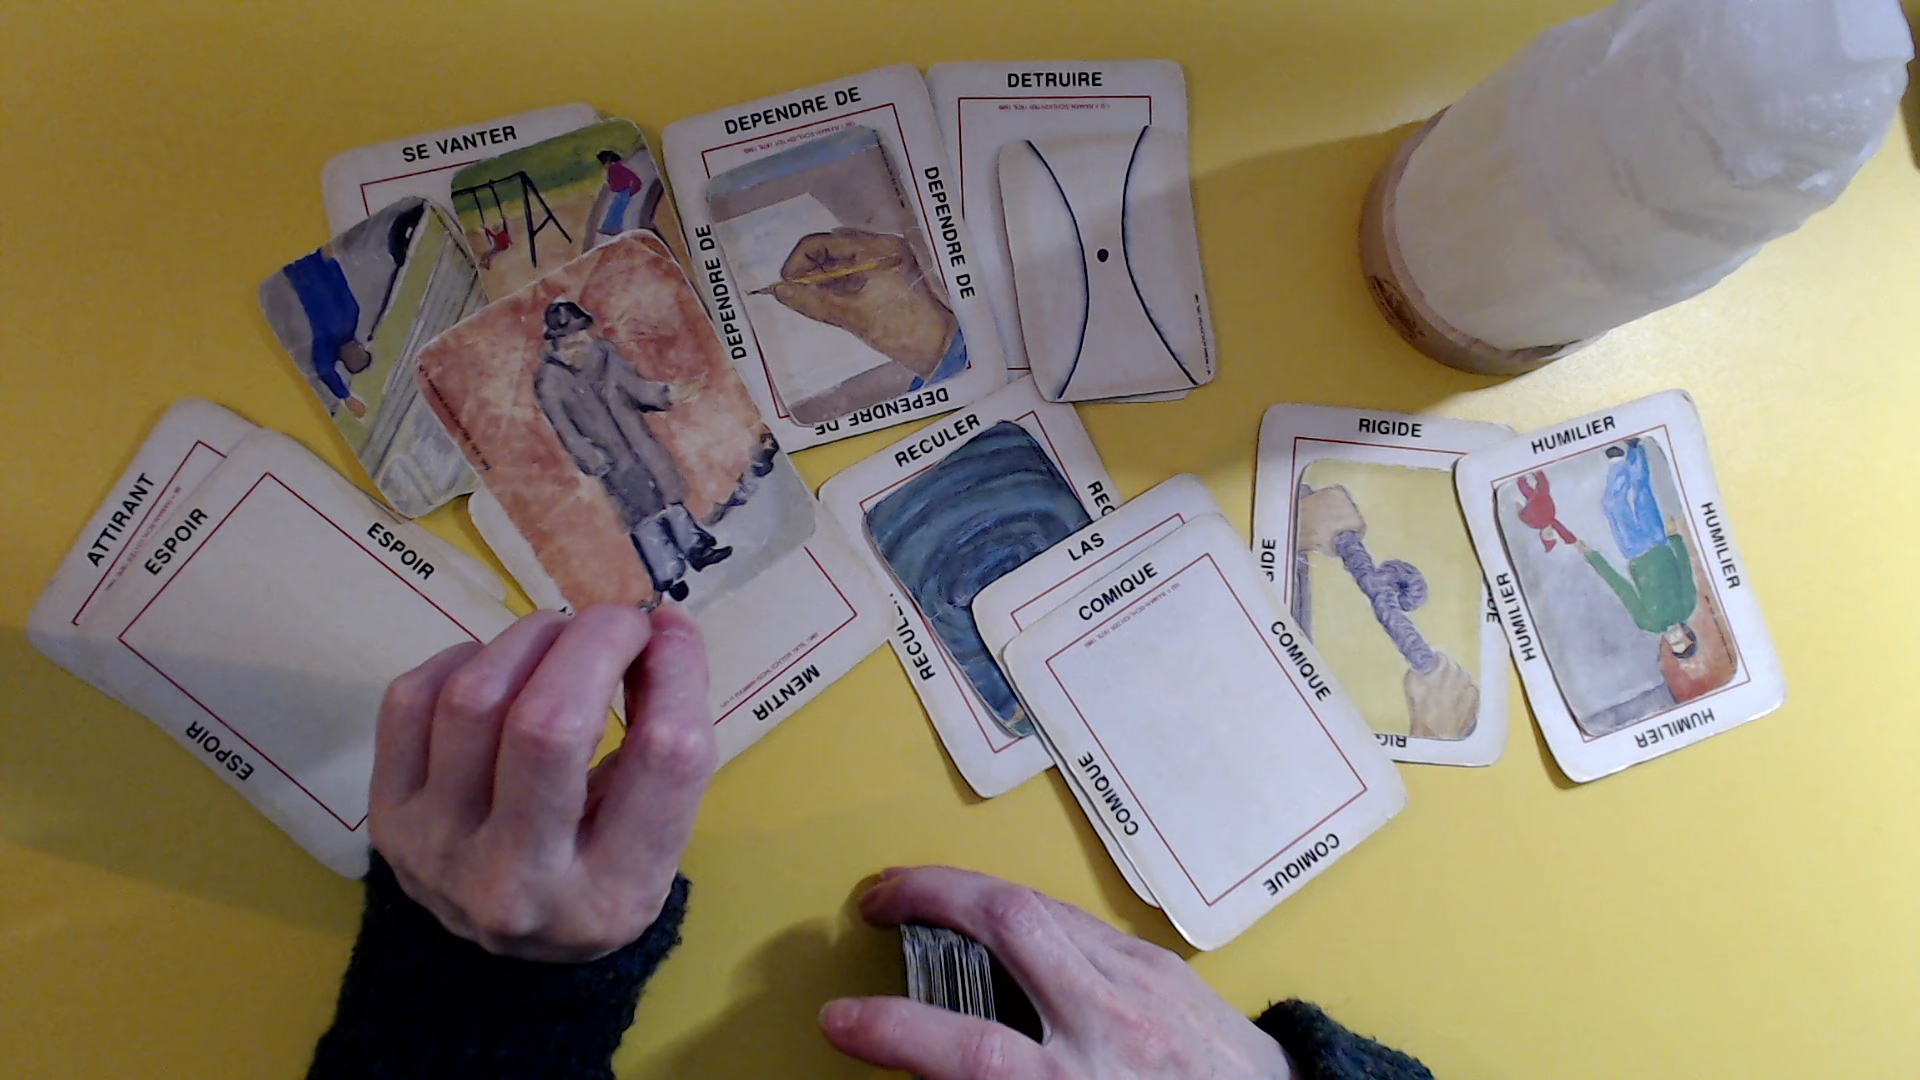 SE VANTER
DEPENDRE DE
DEPENDRE DE
DEPENDRE DE
DEPENDRE DE
DETRUIRE
ATTIRANT
ESPOIR
ESPOIR
ESPOIR
MENTIR
RECULER
LAS
COMIQUE
COMIQUE
COMIQUE
COMIQUE
RIGIDE
HUMILIER
HUMILIER
HUMILIER
HUMILIER